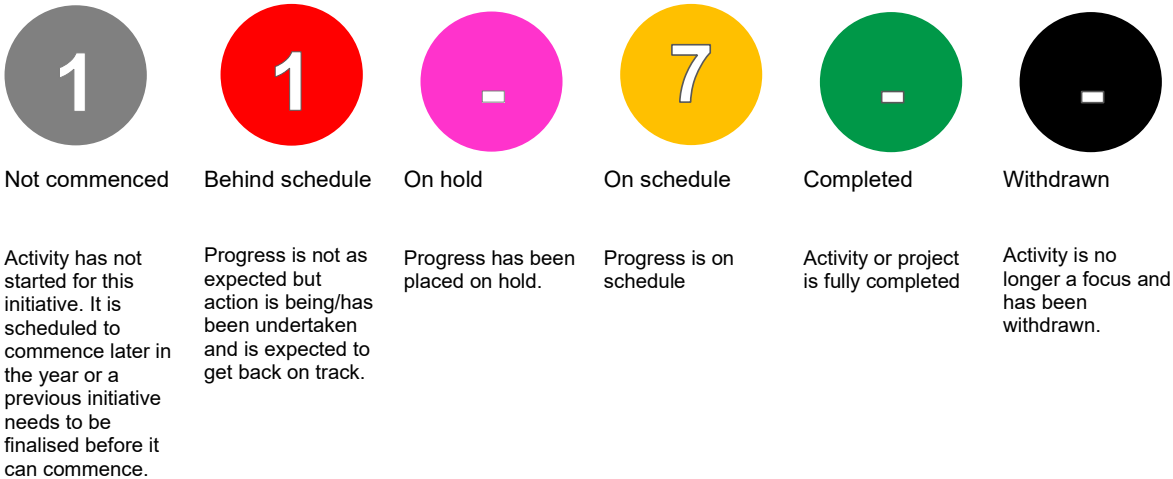 1
1
-
7
-
-
Not commenced
Behind schedule
On hold
On schedule
Completed
Withdrawn
Activity has not
started for this
initiative. It is
scheduled to
commence later in
the year or a
previous initiative
needs to be
finalised before it
can commence.
Progress is not as
expected but
action is being/has
been undertaken
and is expected to
get back on track.
Progress has been
placed on hold.
Progress is on
schedule
Activity or project
is fully completed
Activity is no
longer a focus and
has been
withdrawn.